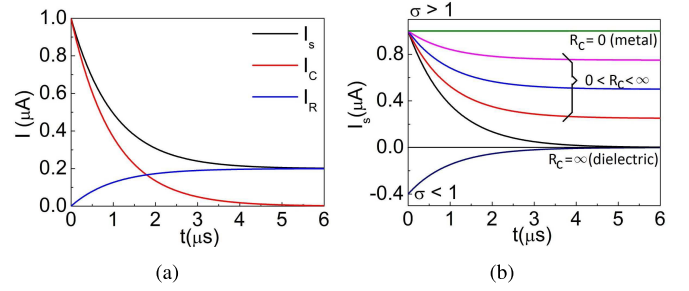 (a)
1.0
0.8
0.6
0.4
0.2
0.0
I (μA)
I_s
I_C
I_R
0 1 2 3 4 5 6
t(μs)
(a)
(b)
σ > 1
0.8
0.4
0.0
-0.4
I_s(μA)
R_C = 0 (metal)
0 < R_C < ∞
R_C = ∞ (dielectric)
σ < 1
0 1 2 3 4 5 6
t(μs)
(b)